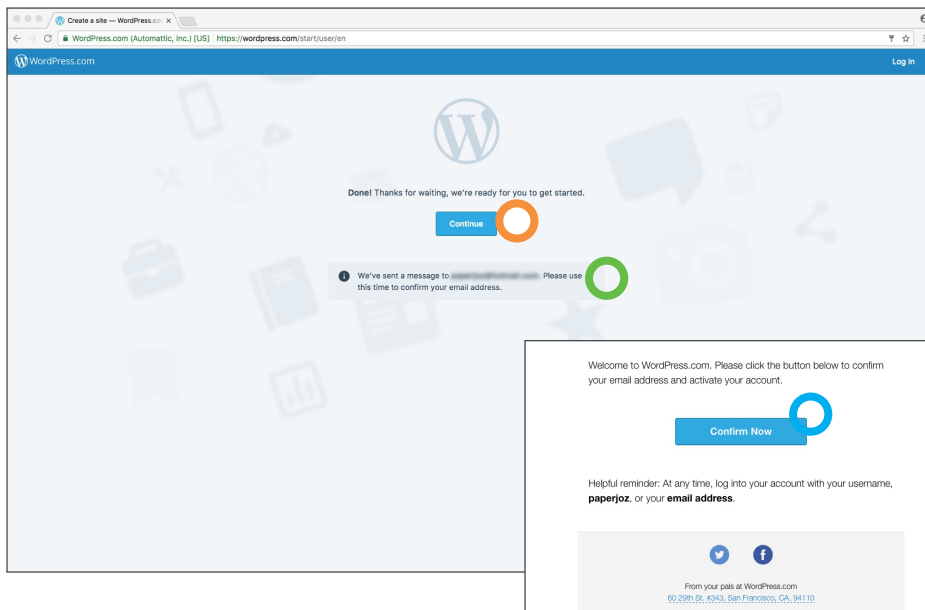 Create a site — WordPress.co
WordPress.com (Automattic, Inc.) [US] https://wordpress.com/start/user/en
WordPress.com
Log In
W
Done! Thanks for waiting, we're ready for you to get started.
Continue
We've sent a message to . Please use
this time to confirm your email address.
Welcome to WordPress.com. Please click the button below to confirm
your email address and activate your account.
Confirm Now
Helpful reminder: At any time, log into your account with your username,
paperjoz, or your email address.
From your pals at WordPress.com
60 29th St. #343, San Francisco, CA, 94110